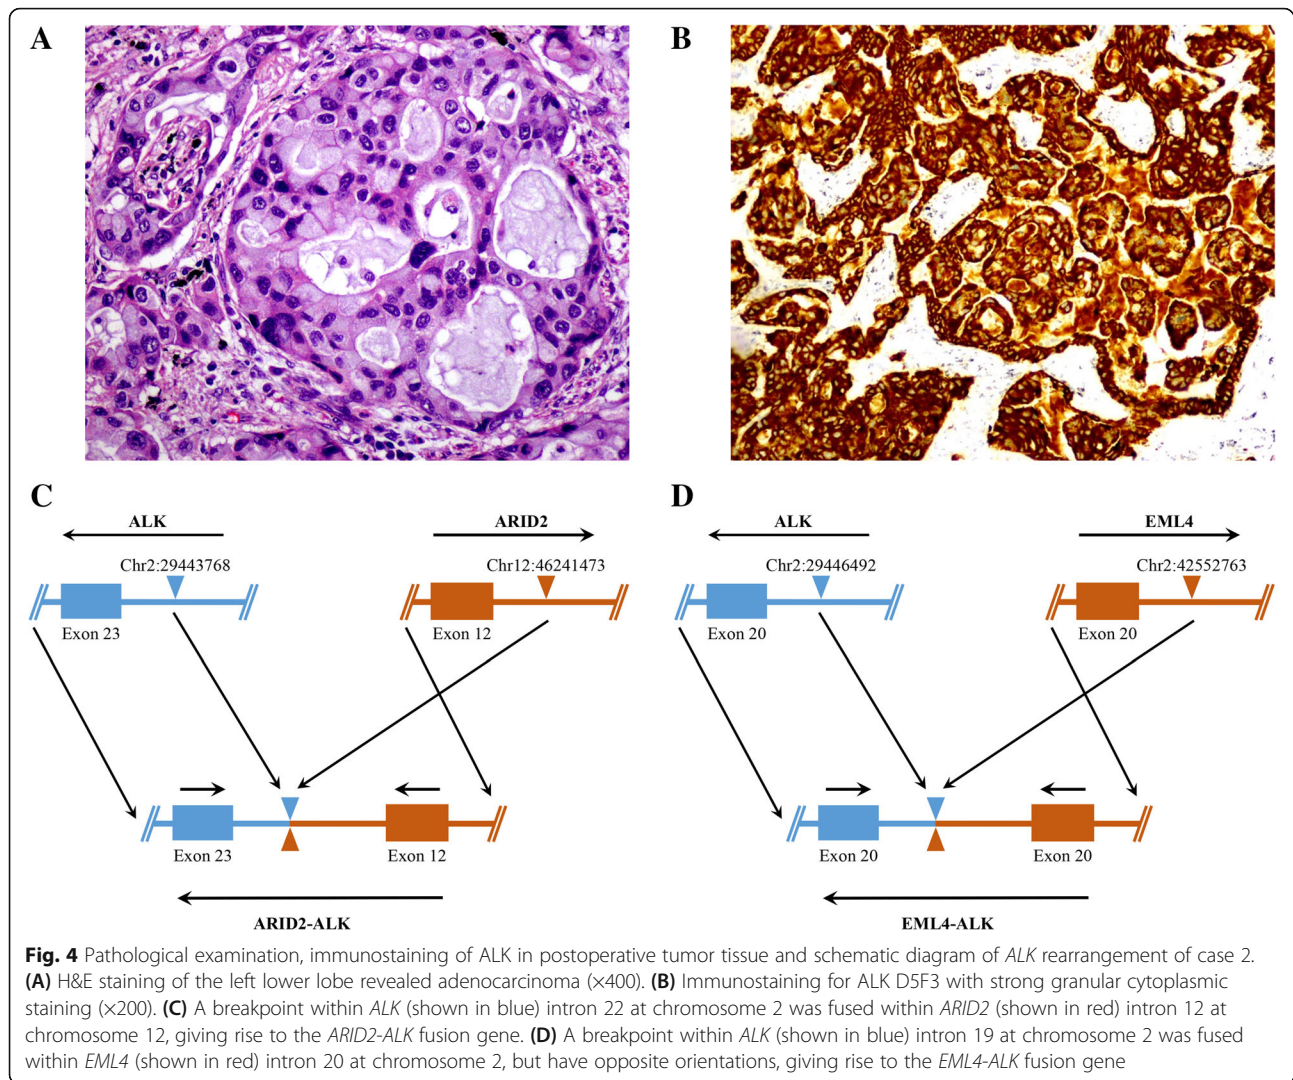 A
B
C
D
ALK
ARID2
Chr2:29443768
Chr12:46241473
Exon 23
Exon 12
Exon 23
Exon 12
ARID2-ALK
ALK
EML4
Chr2:29446492
Chr2:42552763
Exon 20
Exon 20
Exon 20
Exon 20
EML4-ALK
Fig. 4 Pathological examination, immunostaining of ALK in postoperative tumor tissue and schematic diagram of ALK rearrangement of case 2.
(A) H&E staining of the left lower lobe revealed adenocarcinoma (×400). (B) Immunostaining for ALK D5F3 with strong granular cytoplasmic
staining (×200). (C) A breakpoint within ALK (shown in blue) intron 22 at chromosome 2 was fused within ARID2 (shown in red) intron 12 at
chromosome 12, giving rise to the ARID2-ALK fusion gene. (D) A breakpoint within ALK (shown in blue) intron 19 at chromosome 2 was fused
within EML4 (shown in red) intron 20 at chromosome 2, but have opposite orientations, giving rise to the EML4-ALK fusion gene